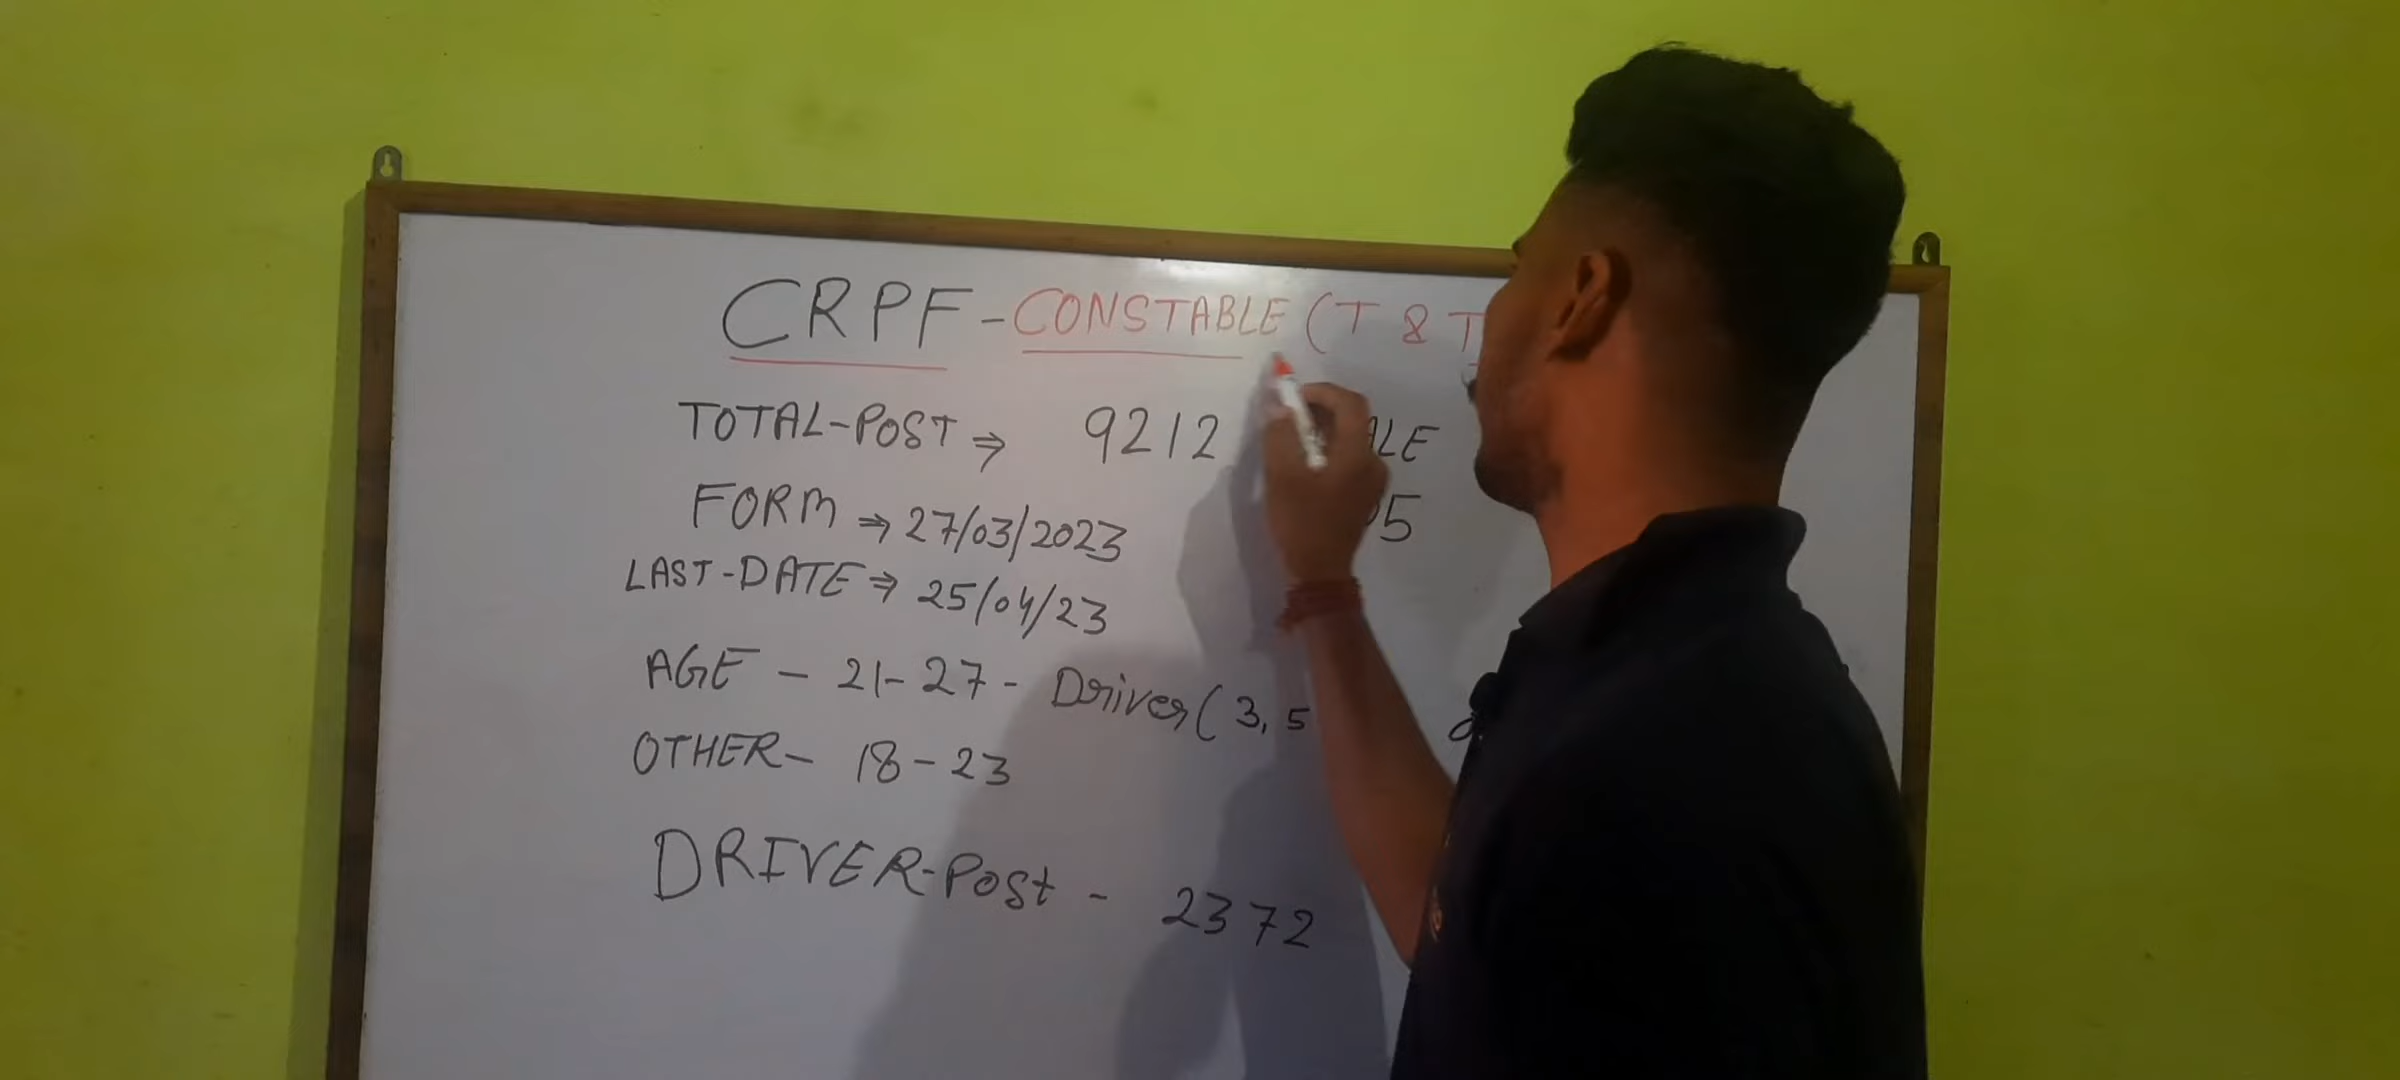 CRPF - CONSTABLE (T & T
TOTAL-POST ⇒ 9212
FORM ⇒ 27/03/2023
LAST-DATE ⇒ 25/04/23
AGE - 21-27 - Driver (3, 5
OTHER - 18-23
DRIVER-Post - 2372